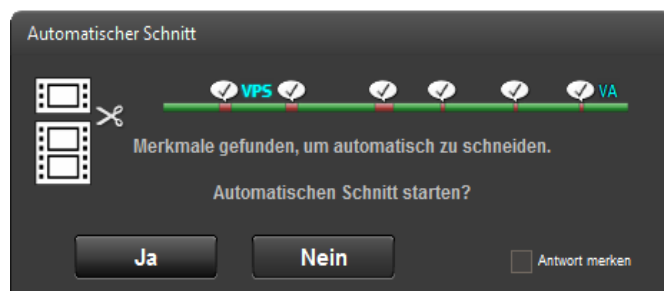 Automatischer Schnitt
VPS VA
Merkmale gefunden, um automatisch zu schneiden.
Automatischen Schnitt starten?
Ja Nein Antwort merken